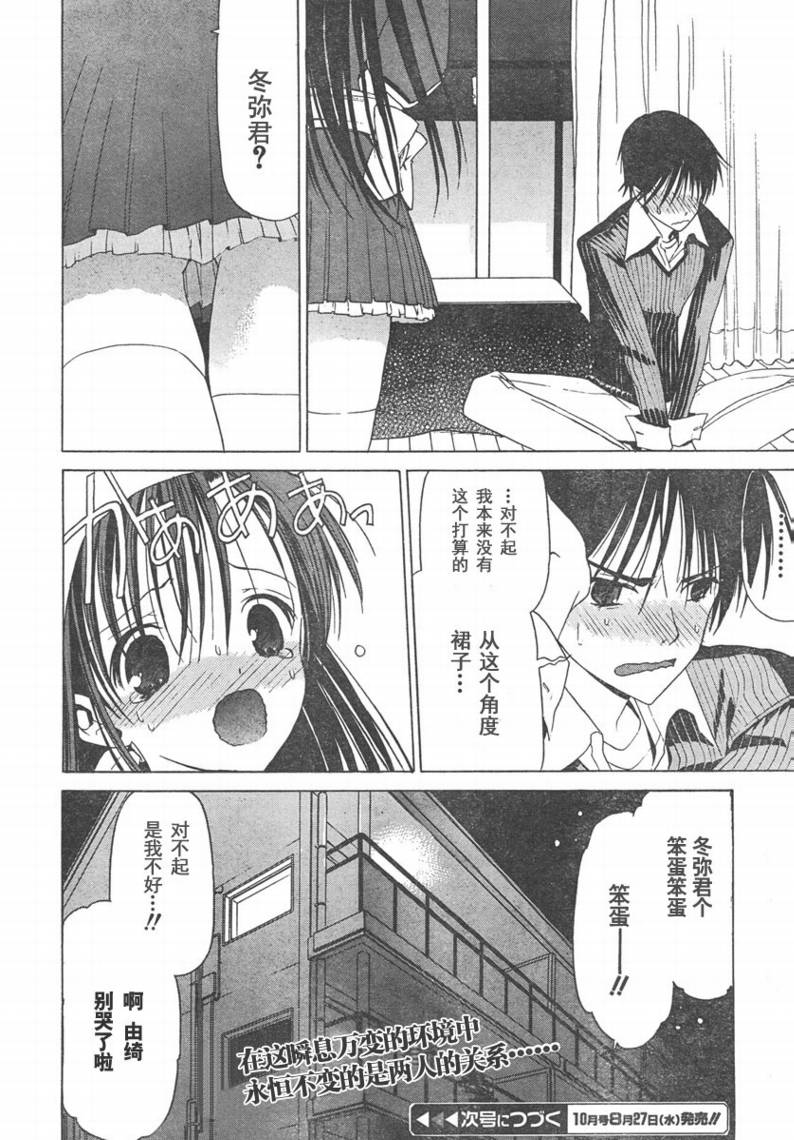 冬弥君?
………
…对不起
我本来没有
这个打算的
从这个角度
裙子…
ああああ
冬弥君个
笨蛋笨蛋
笨蛋——!!
对不起
是我不好…!!
啊 由绮
别哭了啦
在这瞬息万变的环境中
永恒不变的是两人的关系……
次号につづく
10月号8月27日(水)発売!!